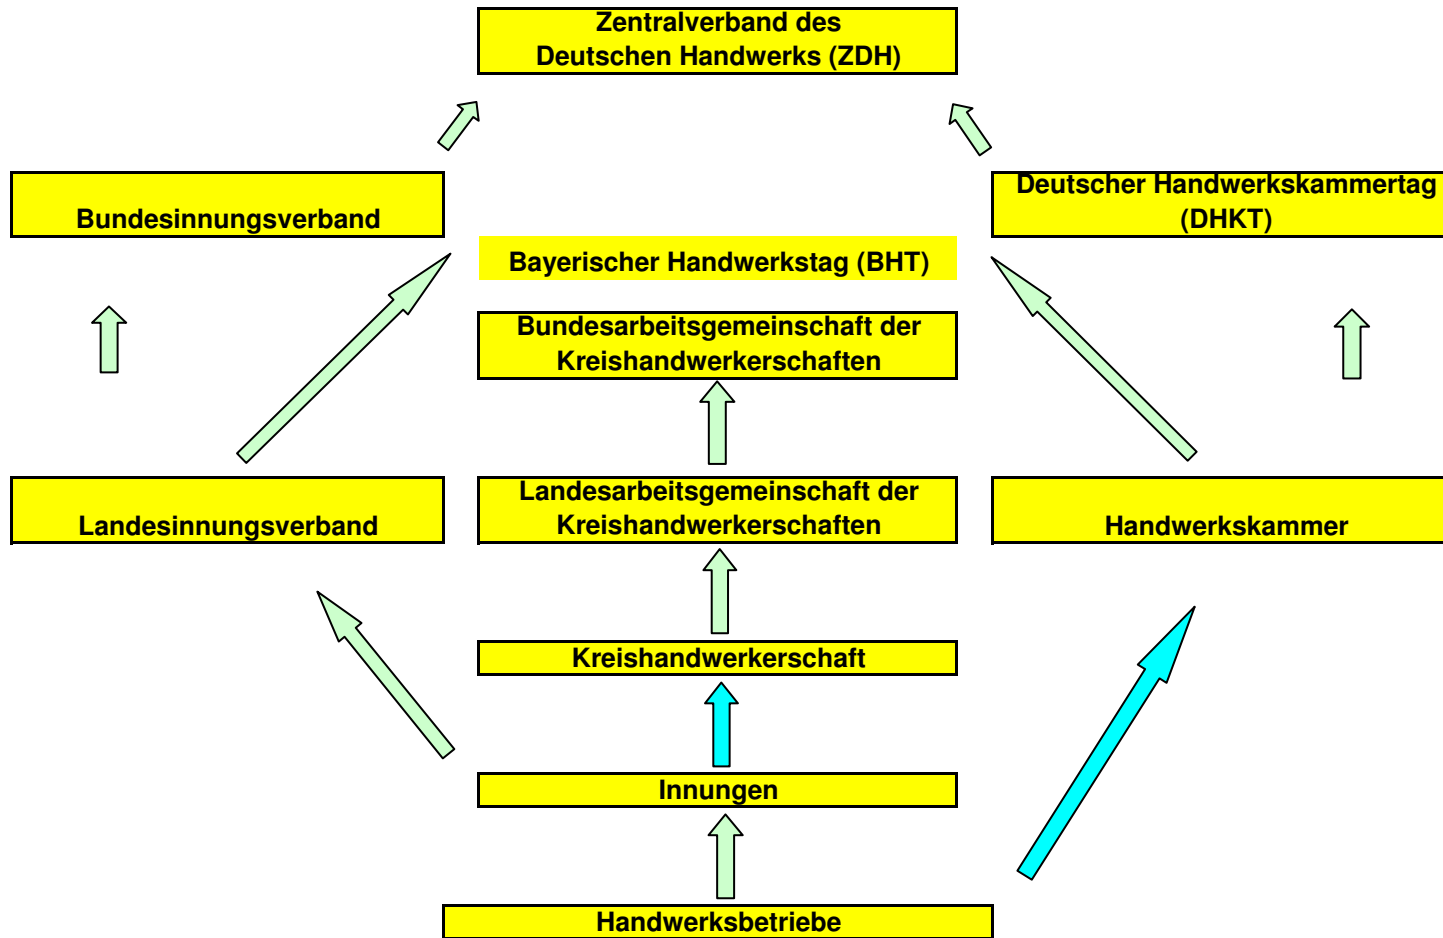 Zentralverband des
Deutschen Handwerks (ZDH)
Bundesinnungsverband
Deutscher Handwerkskammertag
(DHKT)
Bayerischer Handwerkstag (BHT)
Bundesarbeitsgemeinschaft der
Kreishandwerkerschaften
Landesinnungsverband
Landesarbeitsgemeinschaft der
Kreishandwerkerschaften
Handwerkskammer
Kreishandwerkerschaft
Innungen
Handwerksbetriebe